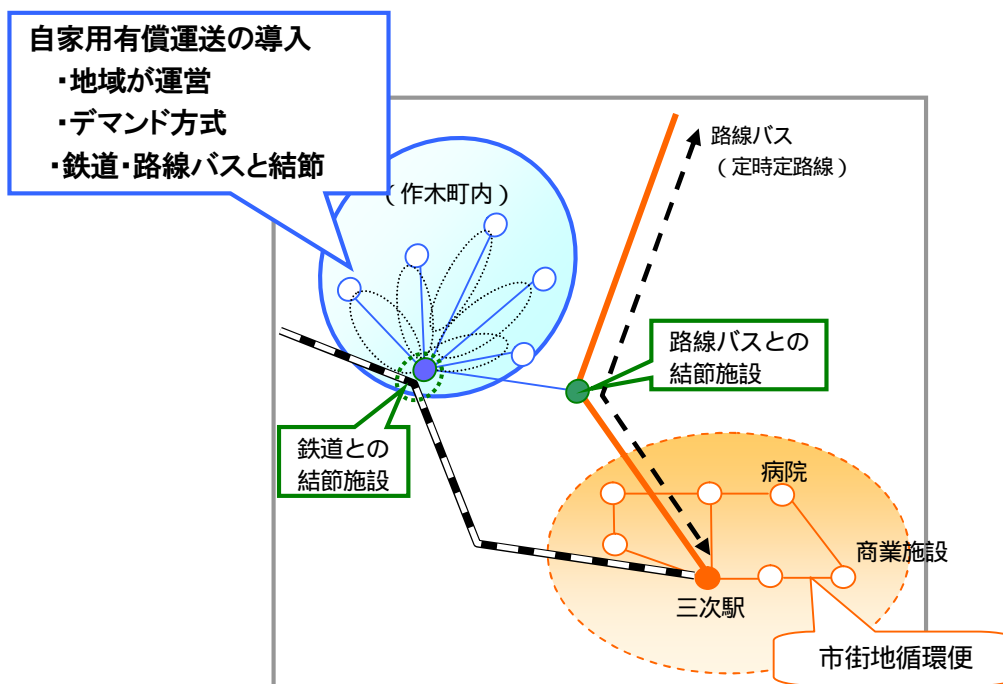 自家用有償運送の導入
・地域が運営
・デマンド方式
・鉄道・路線バスと結節
（作木町内）
路線バス
（定時定路線）
路線バスとの
結節施設
鉄道との
結節施設
病院
商業施設
三次駅
市街地循環便